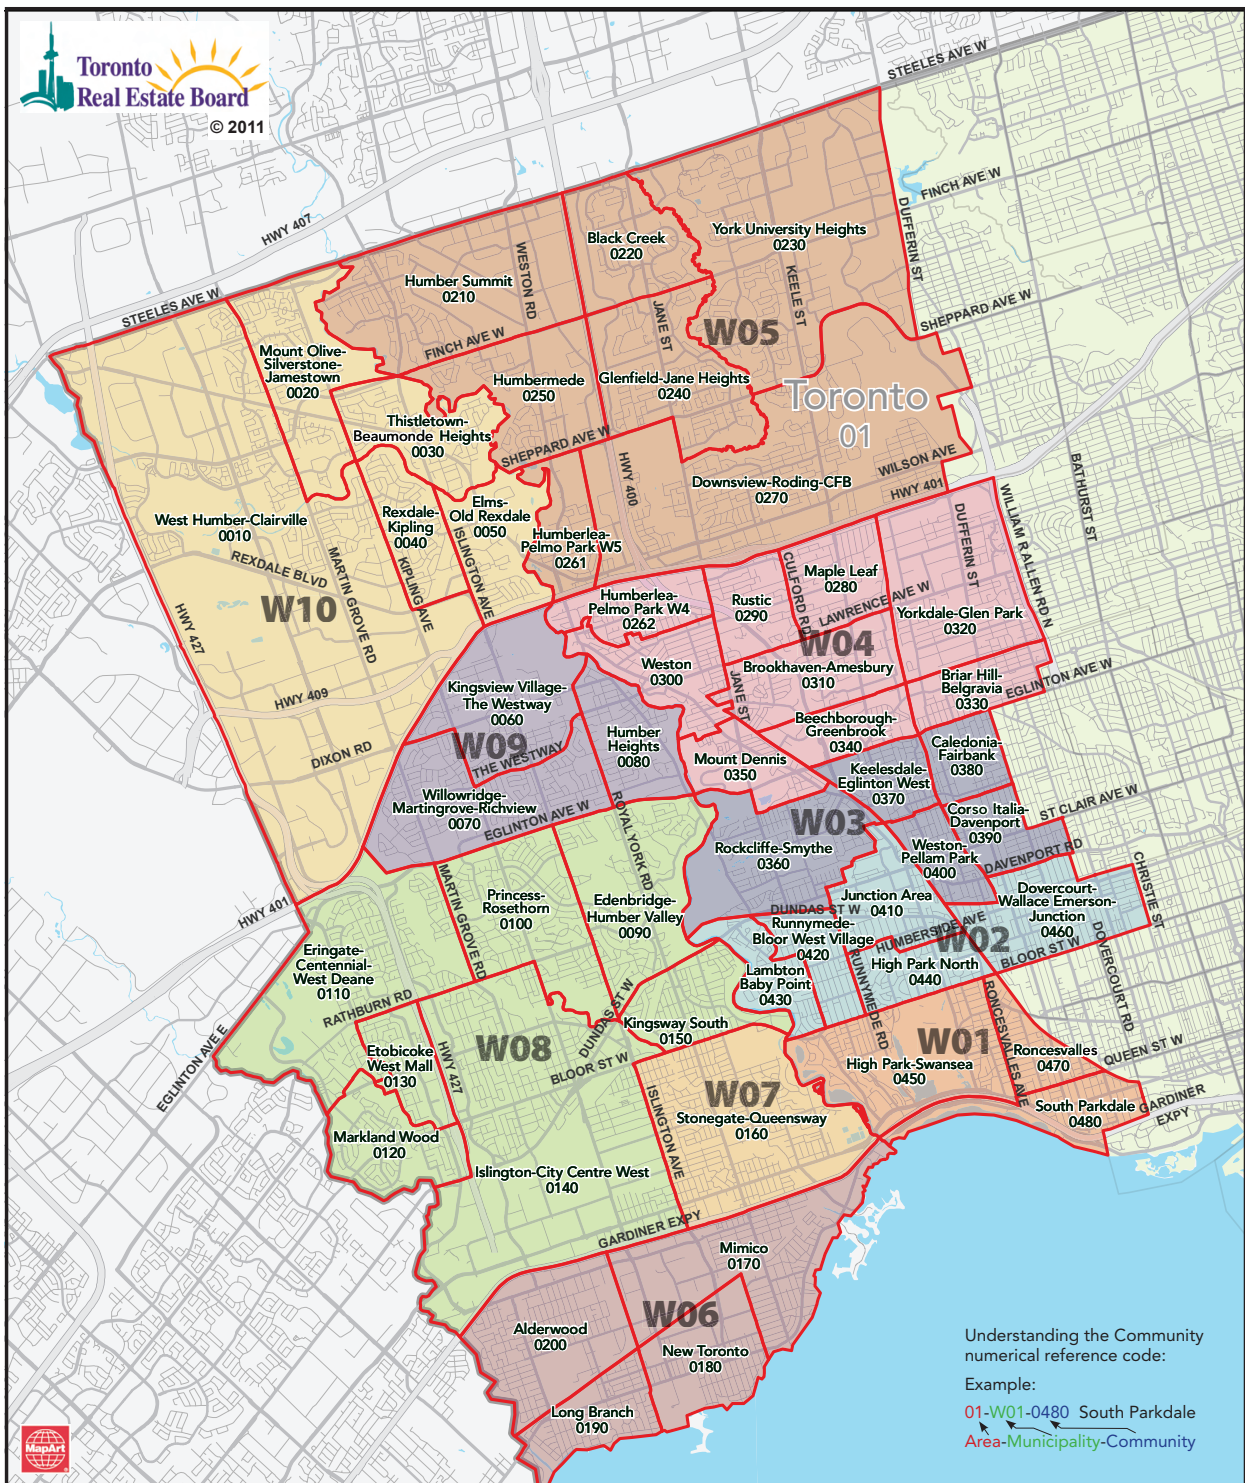 Toronto
Real Estate Board
© 2011
STEELES AVE W
HWY 407
FINCH AVE W
DUFFERIN ST
York University Heights
0230
Black Creek
0220
WESTON RD
Humber Summit
0210
KEELE ST
STEELES AVE W
SHEPPARD AVE W
JANE ST
W05
FINCH AVE W
Mount Olive-
Silverstone-
Jamestown
0020
Humbermede
0250
Glenfield-Jane Heights
0240
Toronto
01
Thistletown-
Beaumonde Heights
0030
SHEPPARD AVE W
HWY 400
WILSON AVE
HWY 401
BATHURST ST
Downsview-Roding-CFB
0270
West Humber-Clairville
0010
Rexdale-
Kipling
0040
Elms-
Old Rexdale
0050
Humberlea-
Pelmo Park W5
0261
DUFFERIN ST
WILLIAM R ALLEN RD N
REXDALE BLVD
MARTIN GROVE RD
KIPLING AVE
ISLINGTON AVE
W10
HWY 427
Humberlea-
Pelmo Park W4
0262
Rustic
0290
CULFORD RD
Maple Leaf
0280
LAWRENCE AVE W
Yorkdale-Glen Park
0320
W04
Weston
0300
JANE ST
Brookhaven-Amesbury
0310
Briar Hill-
Belgravia
0330
EGLINTON AVE W
HWY 409
Kingsview Village-
The Westway
0060
W09
THE WESTWAY
Humber
Heights
0080
Beechborough-
Greenbrook
0340
DIXON RD
Mount Dennis
0350
Keelesdale-
Eglinton West
0370
Caledonia-
Fairbank
0380
Willowridge-
Martingrove-Richview
0070
EGLINTON AVE W
ROYAL YORK RD
W03
Rockcliffe-Smythe
0360
Corso Italia-
Davenport
0390
ST CLAIR AVE W
Weston-
Pellam Park
0400
DAVENPORT RD
CHRISTIE ST
MARTIN GROVE RD
Princess-
Rosethorn
0100
Edenbridge-
Humber Valley
0090
Junction Area
0410
DUNDAS ST W
Dovercourt-
Wallace Emerson-
Junction
0460
HWY 401
Runnymede-
Bloor West Village
0420
HUMBERSIDE AVE
W02
BLOOR ST W
DOVERCOURT RD
Eringate-
Centennial-
West Deane
0110
RATHBURN RD
Lambton
Baby Point
0430
RUNNYMEDE RD
High Park North
0440
RONCESVALLES AVE
Kingsway South
0150
DUNDAS ST W
W08
BLOOR ST W
W01
High Park-Swansea
0450
Roncesvalles
0470
QUEEN ST W
EGLINTON AVE E
Etobicoke
West Mall
0130
HWY 427
ISLINGTON AVE
W07
Stonegate-Queensway
0160
South Parkdale
0480
GARDINER
EXPY
Markland Wood
0120
Islington-City Centre West
0140
GARDINER EXPY
Mimico
0170
W06
Alderwood
0200
New Toronto
0180
Long Branch
0190
Understanding the Community
numerical reference code:
Example:
01-W01-0480 South Parkdale
Area-Municipality-Community
MapArt